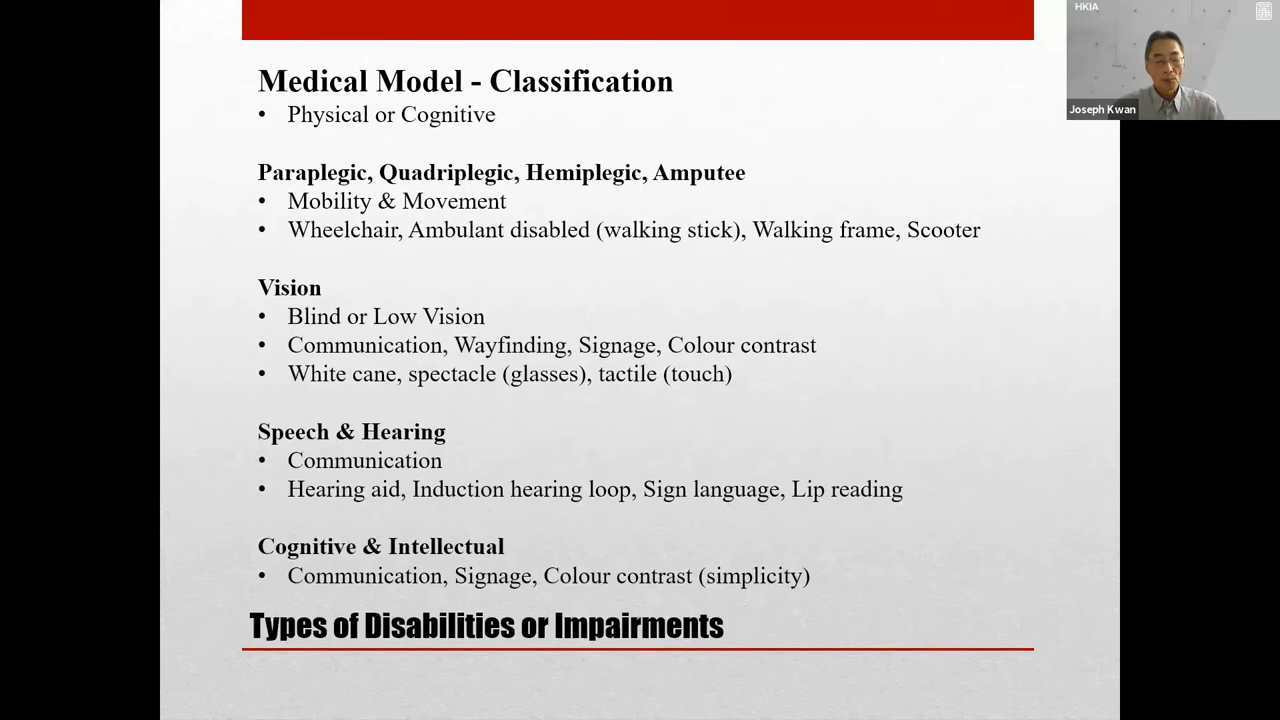 Medical Model - Classification
• Physical or Cognitive
Paraplegic, Quadriplegic, Hemiplegic, Amputee
• Mobility & Movement
• Wheelchair, Ambulant disabled (walking stick), Walking frame, Scooter
Vision
• Blind or Low Vision
• Communication, Wayfinding, Signage, Colour contrast
• White cane, spectacle (glasses), tactile (touch)
Speech & Hearing
• Communication
• Hearing aid, Induction hearing loop, Sign language, Lip reading
Cognitive & Intellectual
• Communication, Signage, Colour contrast (simplicity)
Types of Disabilities or Impairments
HKIA
Joseph Kwan